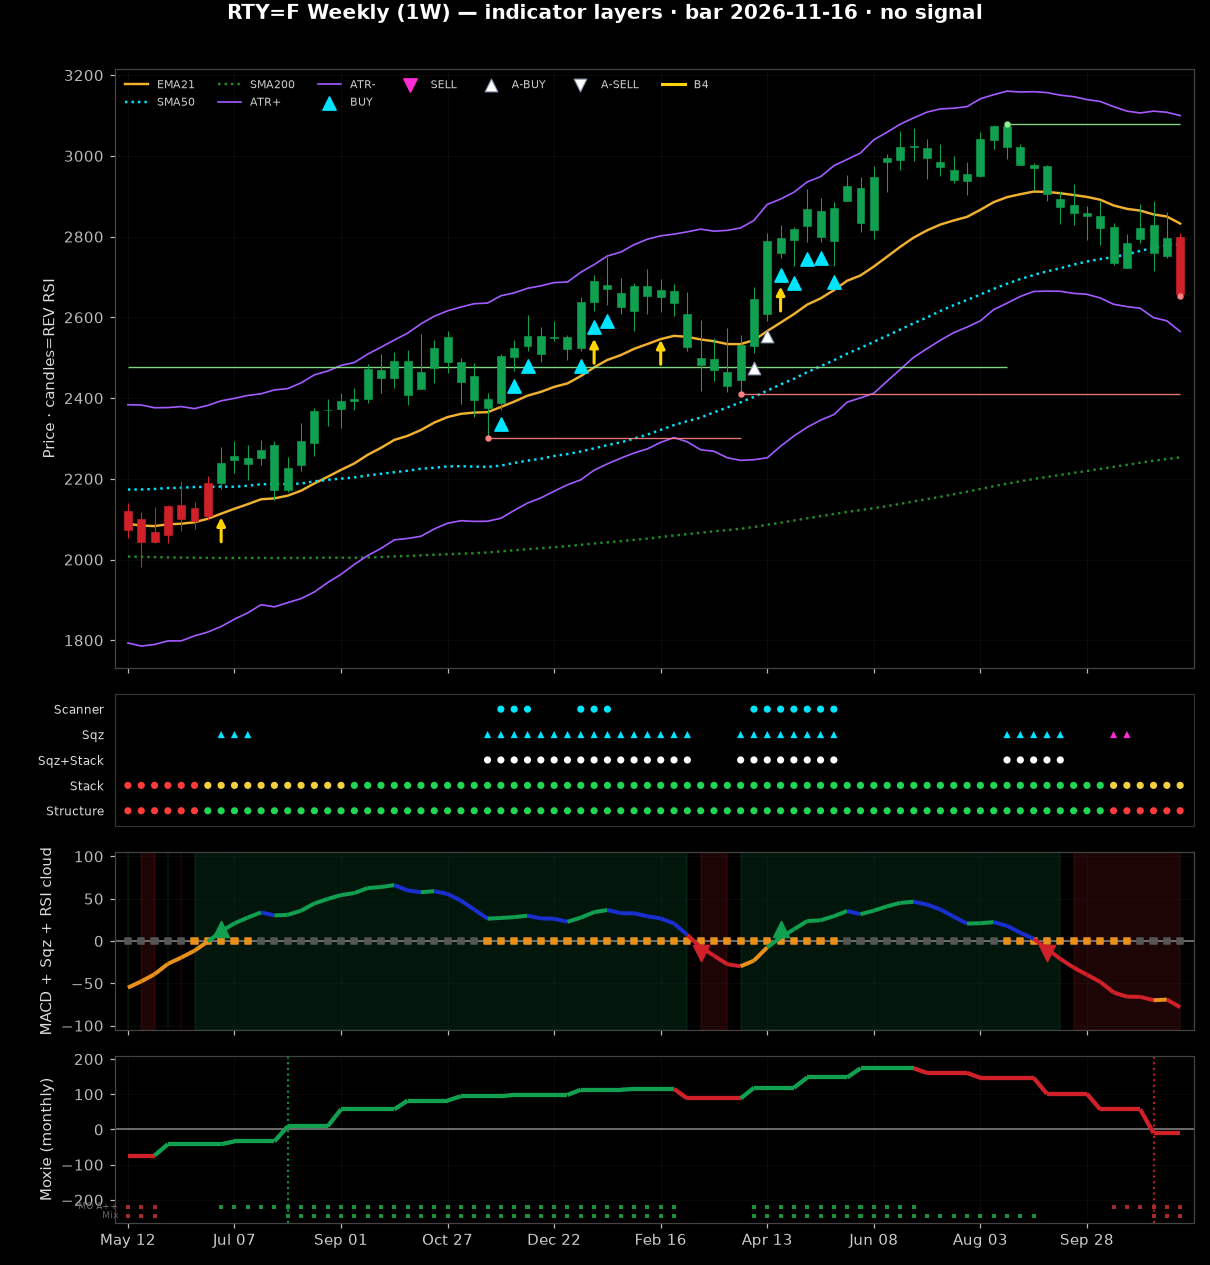 RTY=F Weekly (1W) — indicator layers · bar 2026-11-16 · no signal
EMA21 SMA200 ATR- SELL A-BUY A-SELL B4
SMA50 ATR+ BUY
Price · candles=REV RSI
3200
3000
2800
2600
2400
2200
2000
1800
Scanner
Sqz
Sqz+Stack
Stack
Structure
MACD + Sqz + RSI cloud
100
50
0
−50
−100
Moxie (monthly)
200
100
0
−100
−200
Mix
May 12 Jul 07 Sep 01 Oct 27 Dec 22 Feb 16 Apr 13 Jun 08 Aug 03 Sep 28